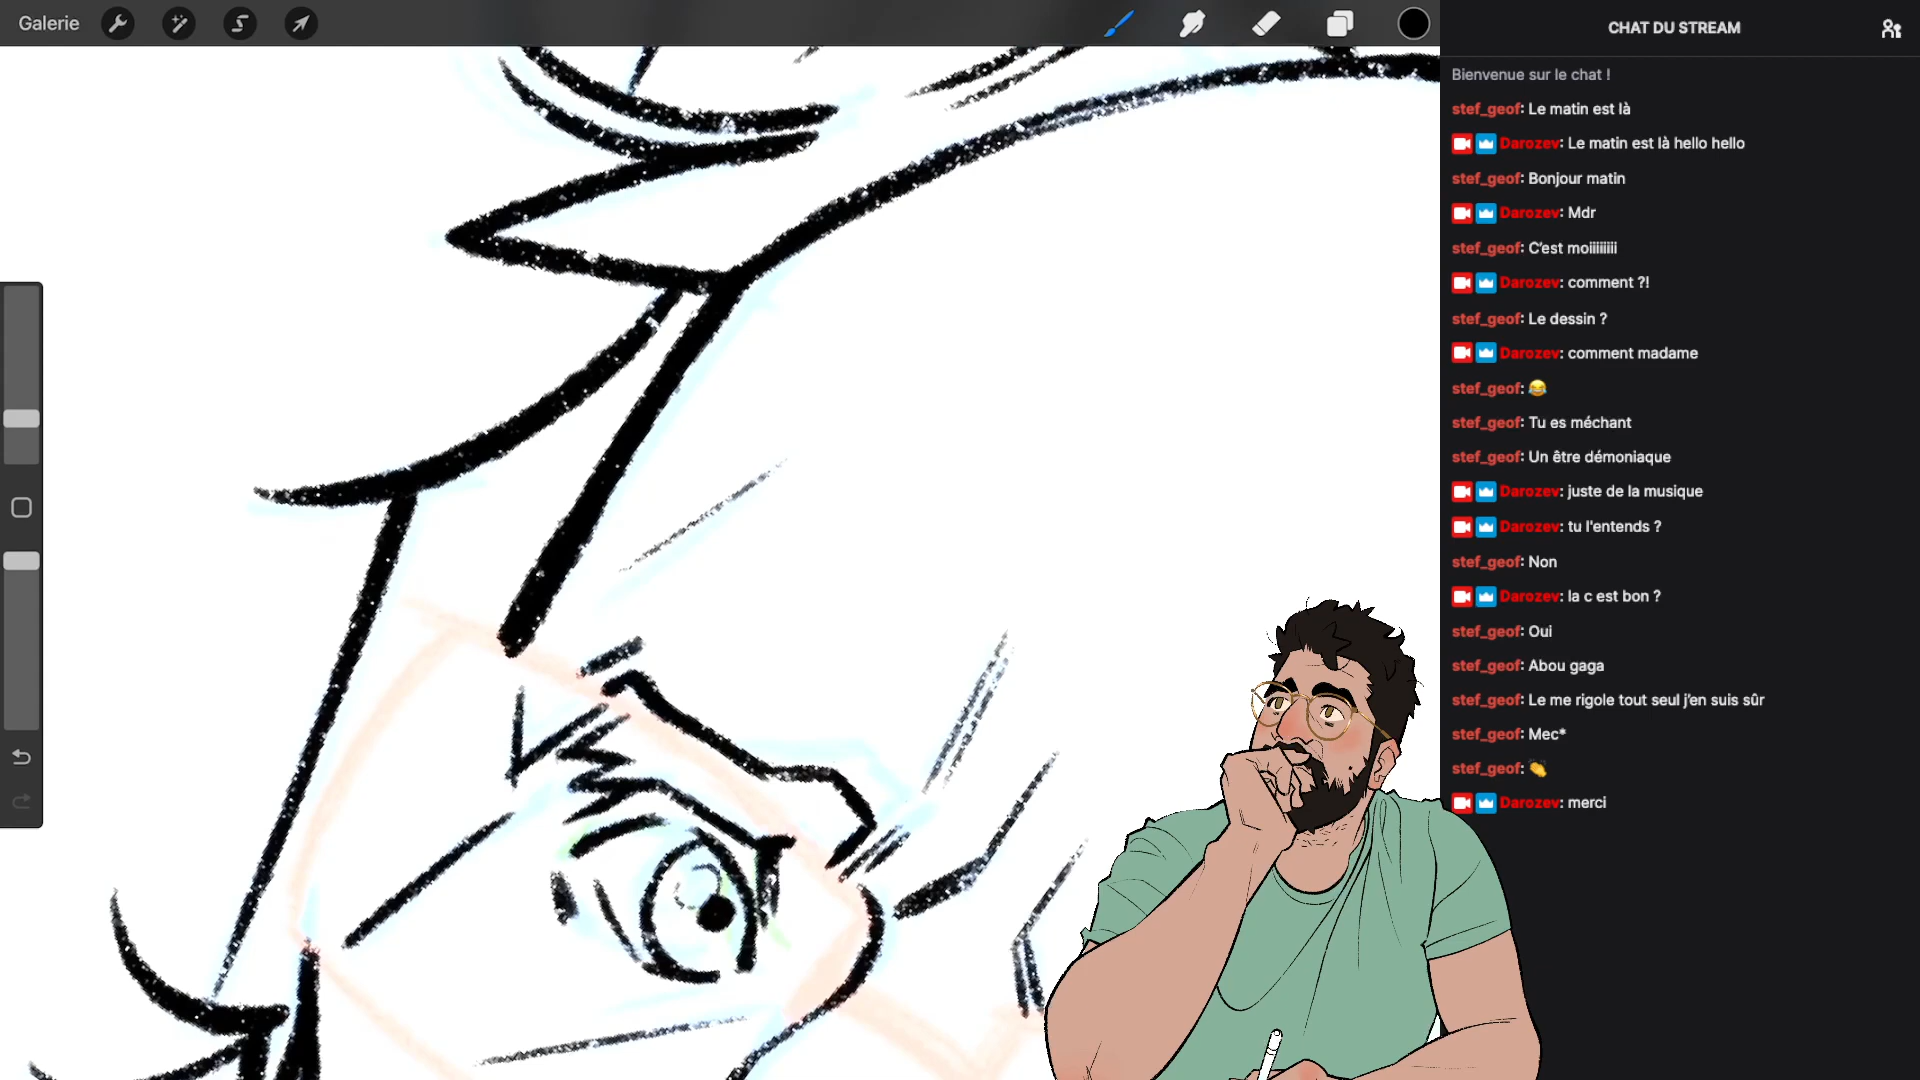 Galerie
CHAT DU STREAM
Bienvenue sur le chat !
stef_geof: Le matin est là
Darozev: Le matin est là hello hello
stef_geof: Bonjour matin
Darozev: Mdr
stef_geof: C'est moiiiiiiiii
Darozev: comment ?!
stef_geof: Le dessin ?
Darozev: comment madame
stef_geof: 😂
stef_geof: Tu es méchant
stef_geof: Un être démoniaque
Darozev: juste de la musique
Darozev: tu l'entends ?
stef_geof: Non
Darozev: la c est bon ?
stef_geof: Oui
stef_geof: Abou gaga
stef_geof: Le me rigole tout seul j'en suis sûr
stef_geof: Mec*
stef_geof: 👏
Darozev: merci